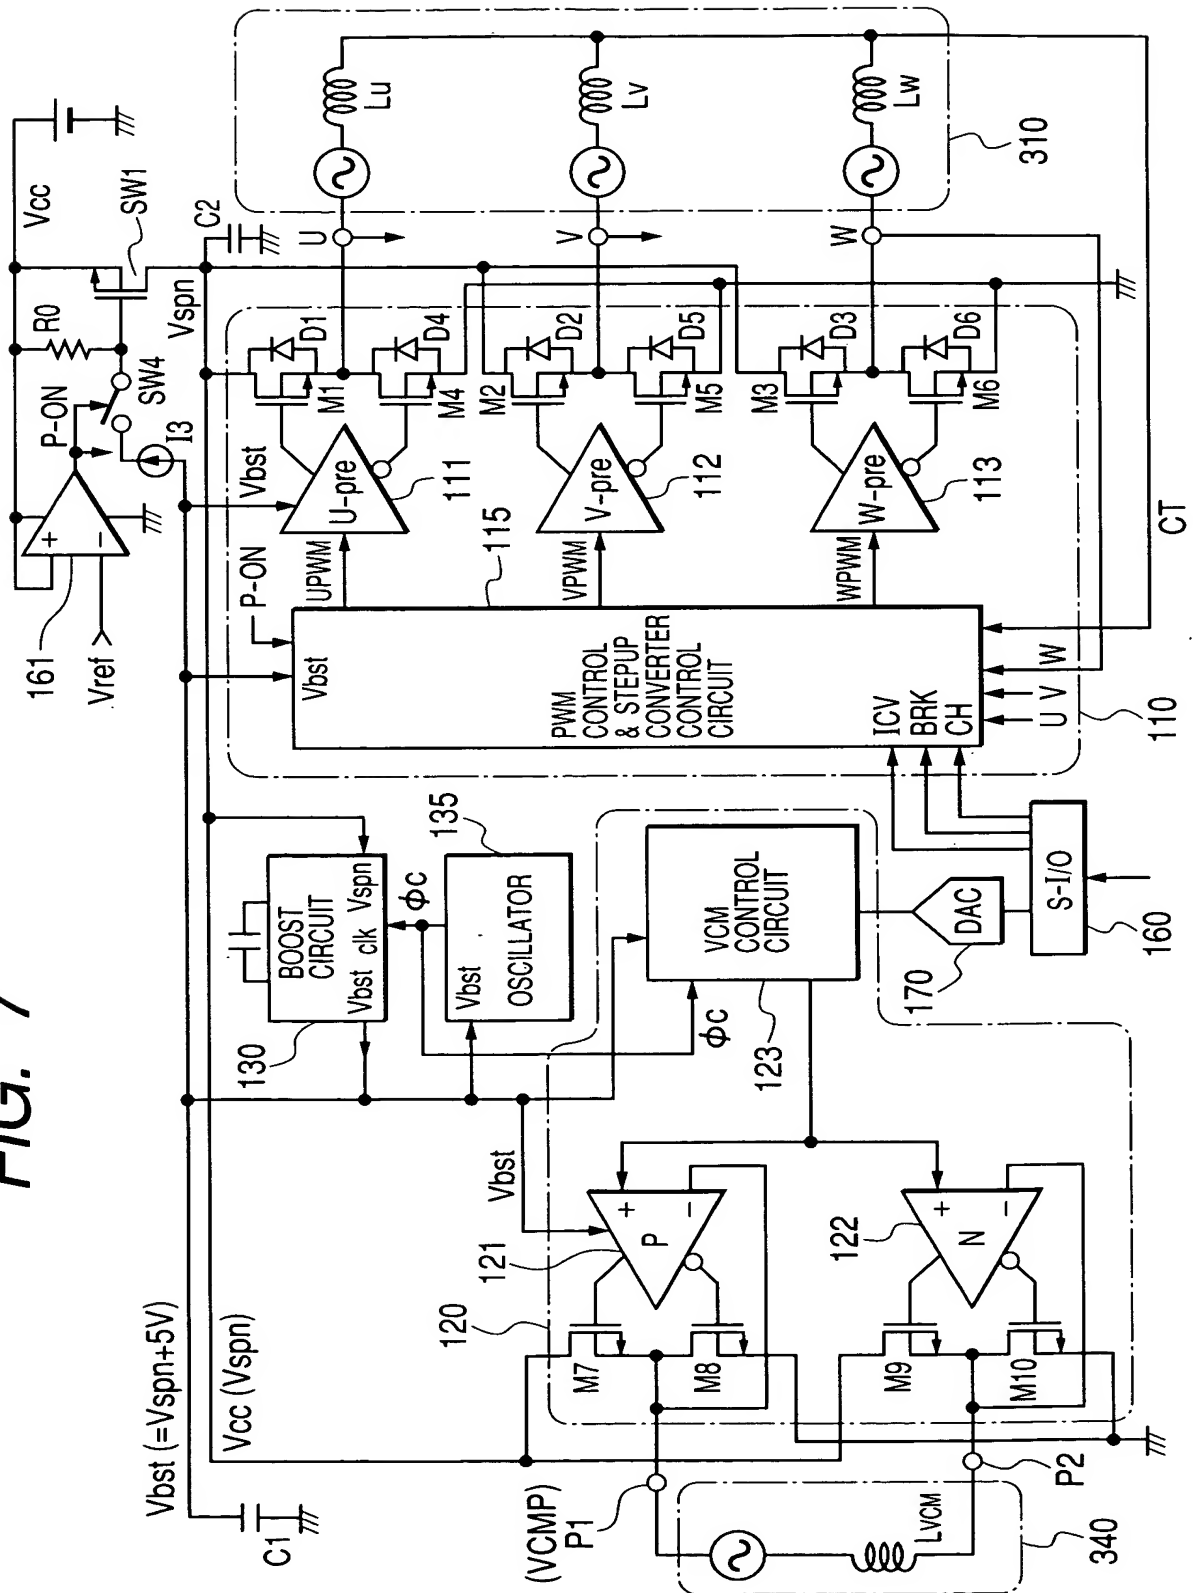 FIG. 7
Vbst (=Vspn+5V)
Vcc (Vspn)
C1
161
Vref
+
−
P-ON
SW4
I3
R0
Vcc
SW1
Vspn
C2
130
BOOST
CIRCUIT
Vbst clk Vspn
ϕc
135
Vbst
OSCILLATOR
ϕc
P-ON
Vbst
115
PWM
CONTROL
& STEPUP
CONVERTER
CONTROL
CIRCUIT
ICV
BRK
CH
U V
W
110
CT
UPWM
Vbst
U-pre
111
M1
D1
M4
D4
U
Lu
VPWM
V-pre
112
M2
D2
M5
D5
V
Lv
WPWM
W-pre
113
M3
D3
M6
D6
W
Lw
310
120
Vbst
121
+
P
−
M7
M8
122
+
N
−
M9
M10
VCM
CONTROL
CIRCUIT
123
DAC
170
S-I/O
160
(VCMP)
P1
P2
LVCM
340